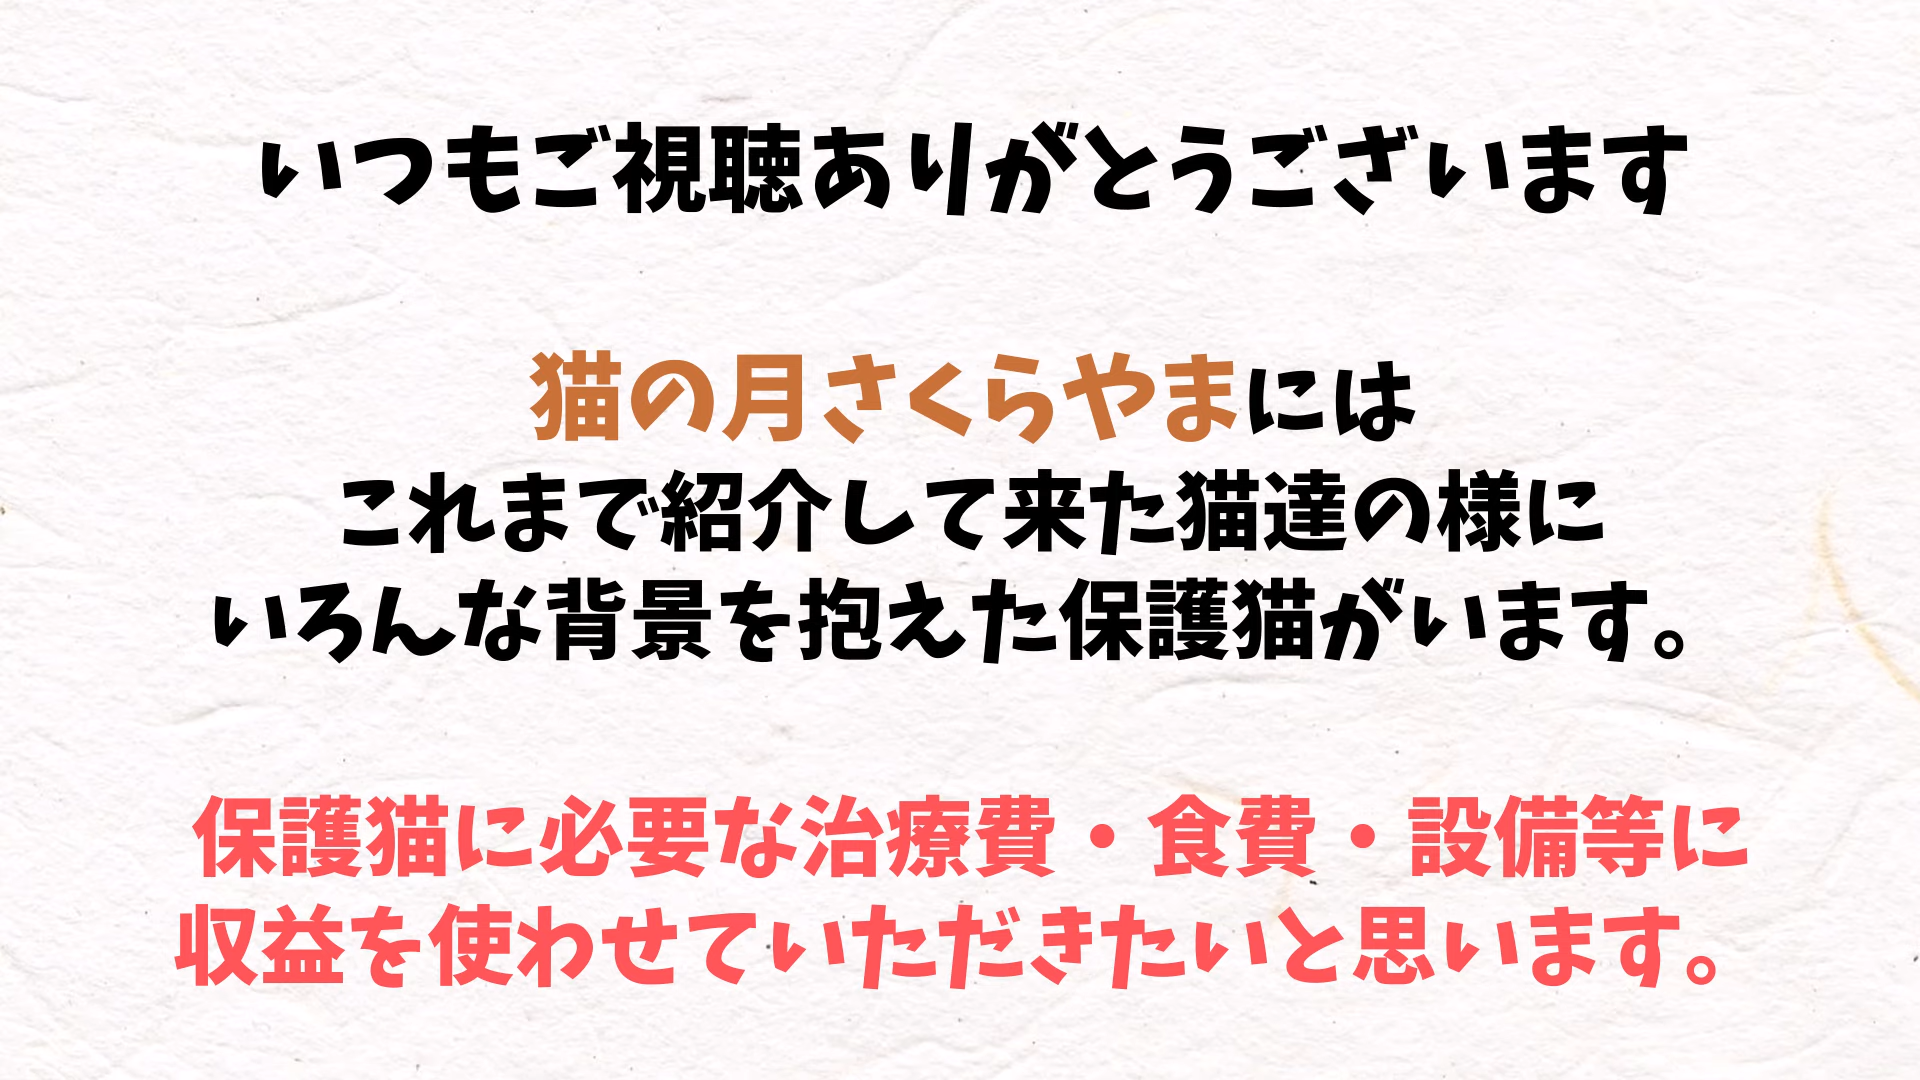 いつもご視聴ありがとうございます
猫の月さくらやまには
これまで紹介して来た猫達の様に
いろんな背景を抱えた保護猫がいます。
保護猫に必要な治療費・食費・設備等に
収益を使わせていただきたいと思います。